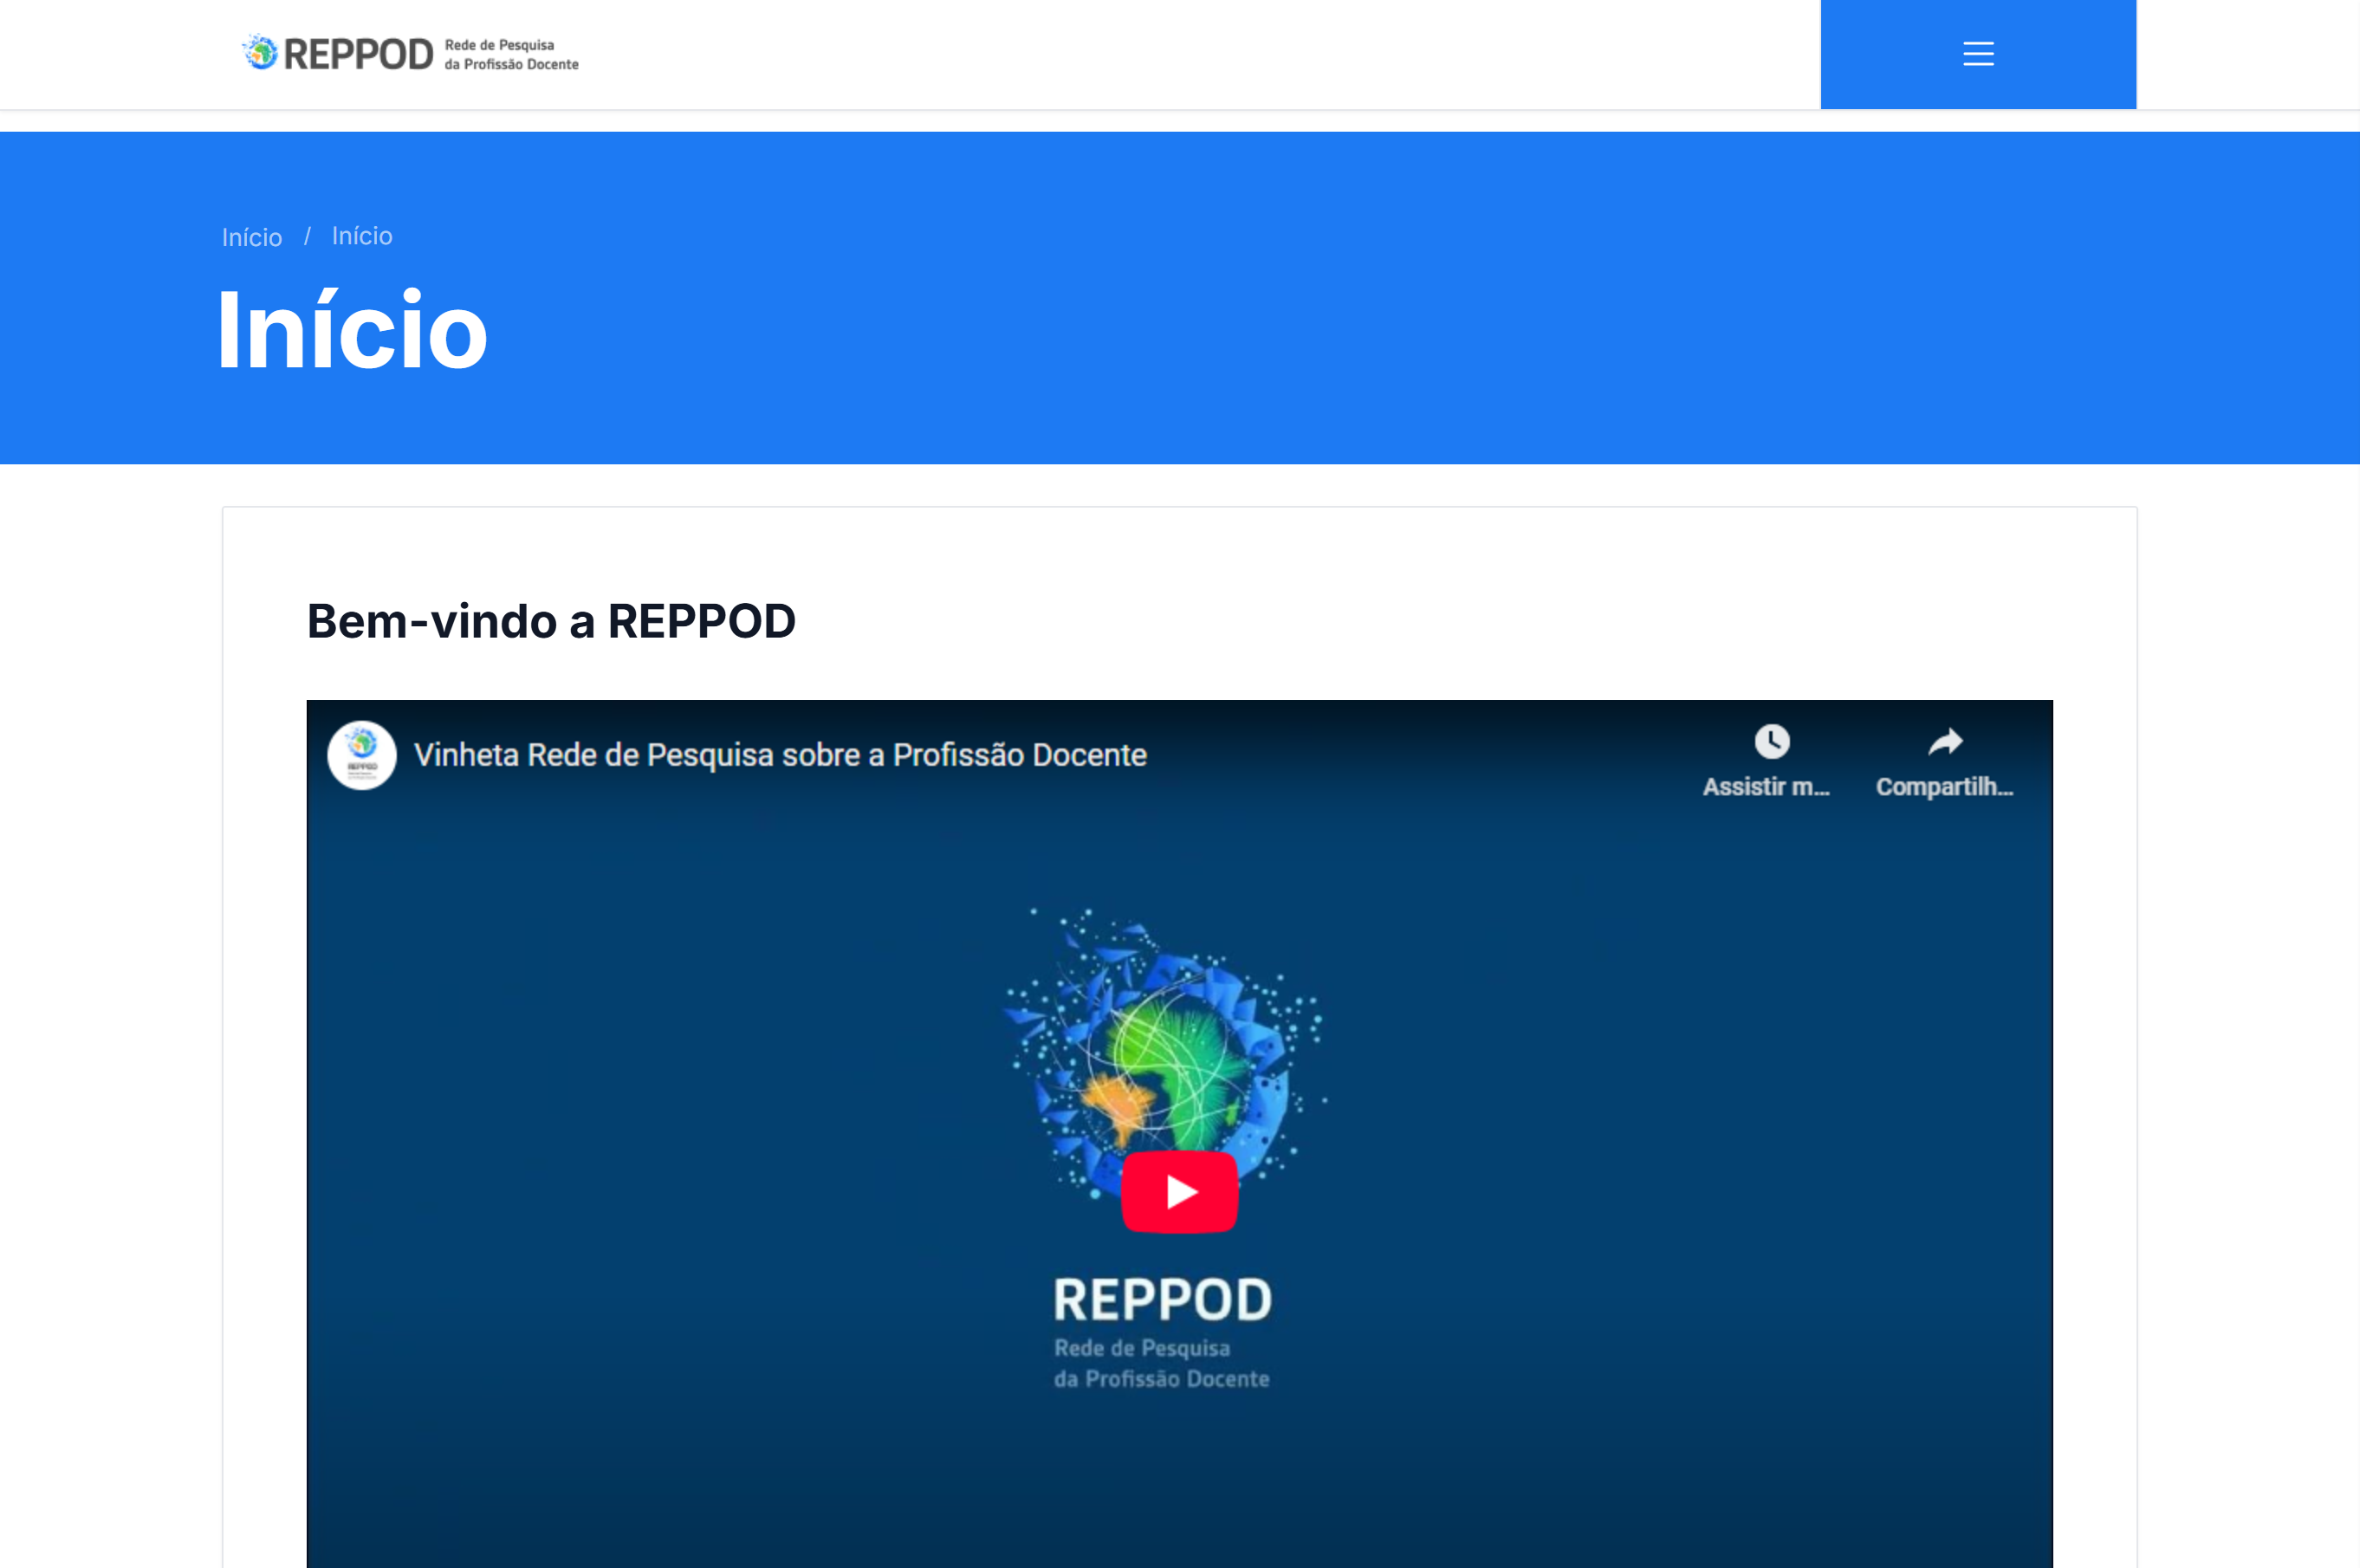 REPPOD
Rede de Pesquisa
da Profissão Docente
Início / Início
Início
Bem-vindo a REPPOD
REPPOD
Vinheta Rede de Pesquisa sobre a Profissão Docente
Assistir m...
Compartilh...
REPPOD
Rede de Pesquisa
da Profissão Docente